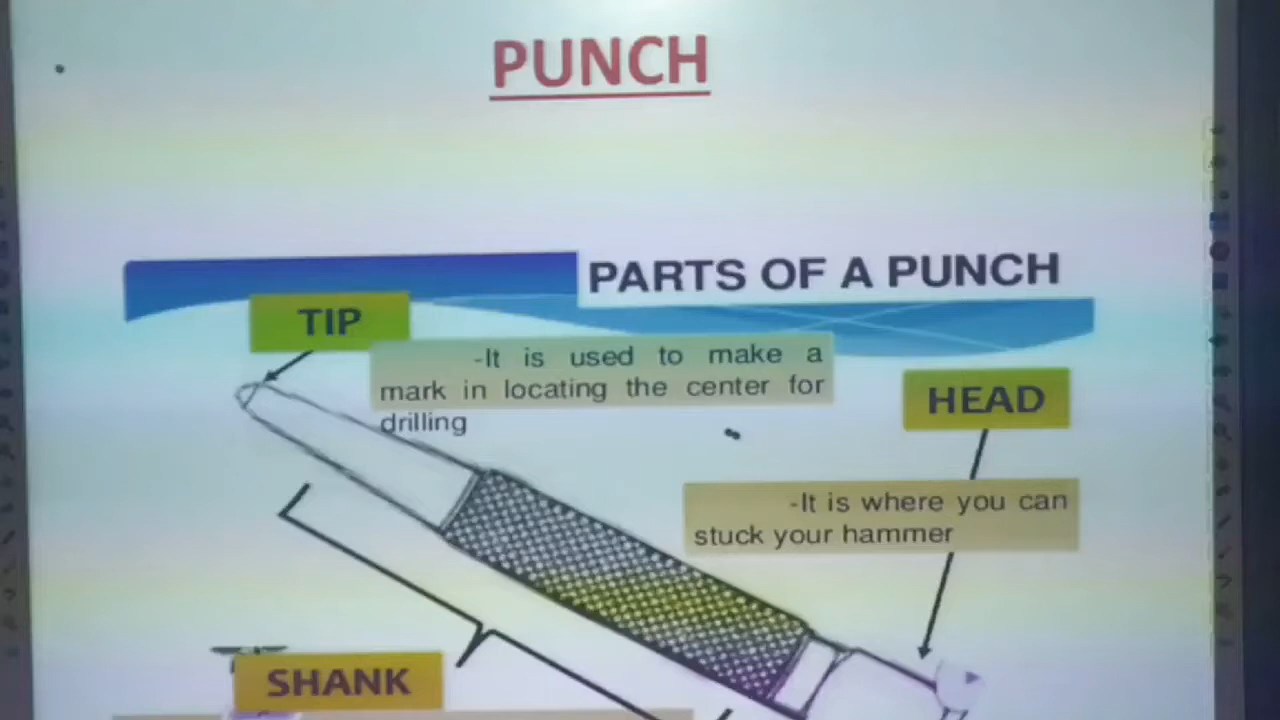 PUNCH
PARTS OF A PUNCH
TIP
-It is used to make a
mark in locating the center for
drilling
HEAD
-It is where you can
stuck your hammer
SHANK